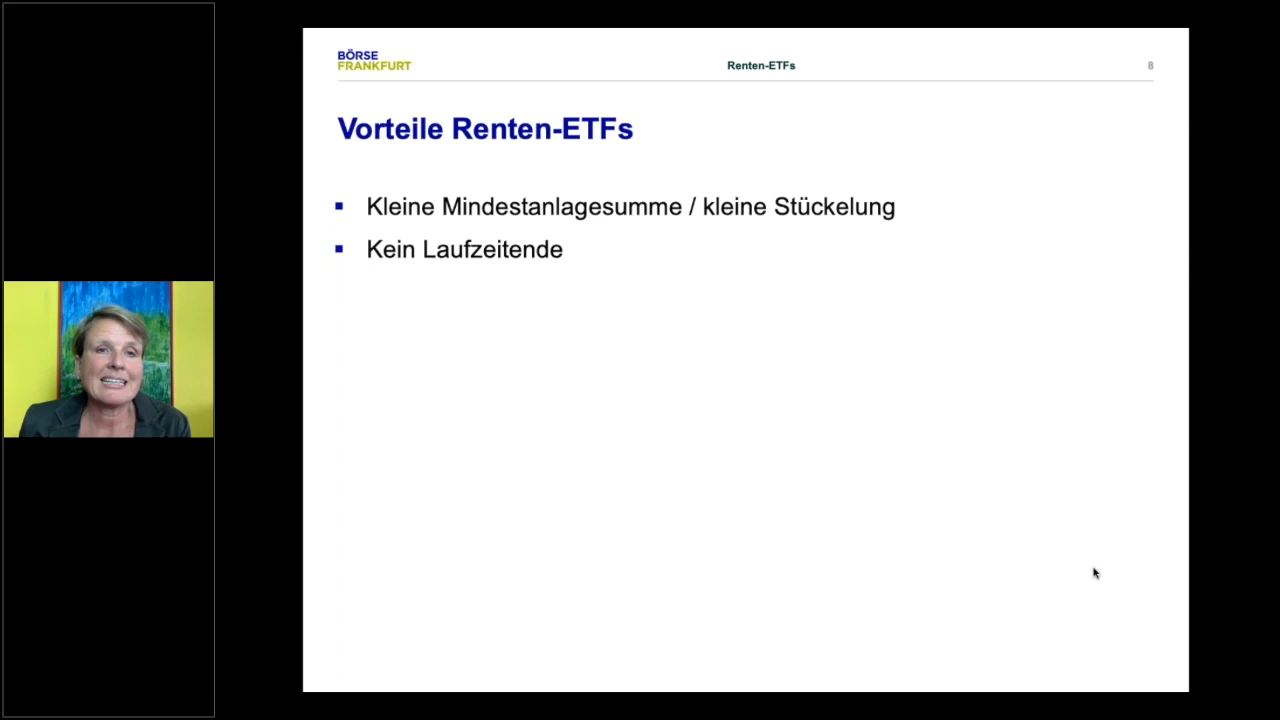 BÖRSE
FRANKFURT
Renten-ETFs
8
Vorteile Renten-ETFs
Kleine Mindestanlagesumme / kleine Stückelung
Kein Laufzeitende